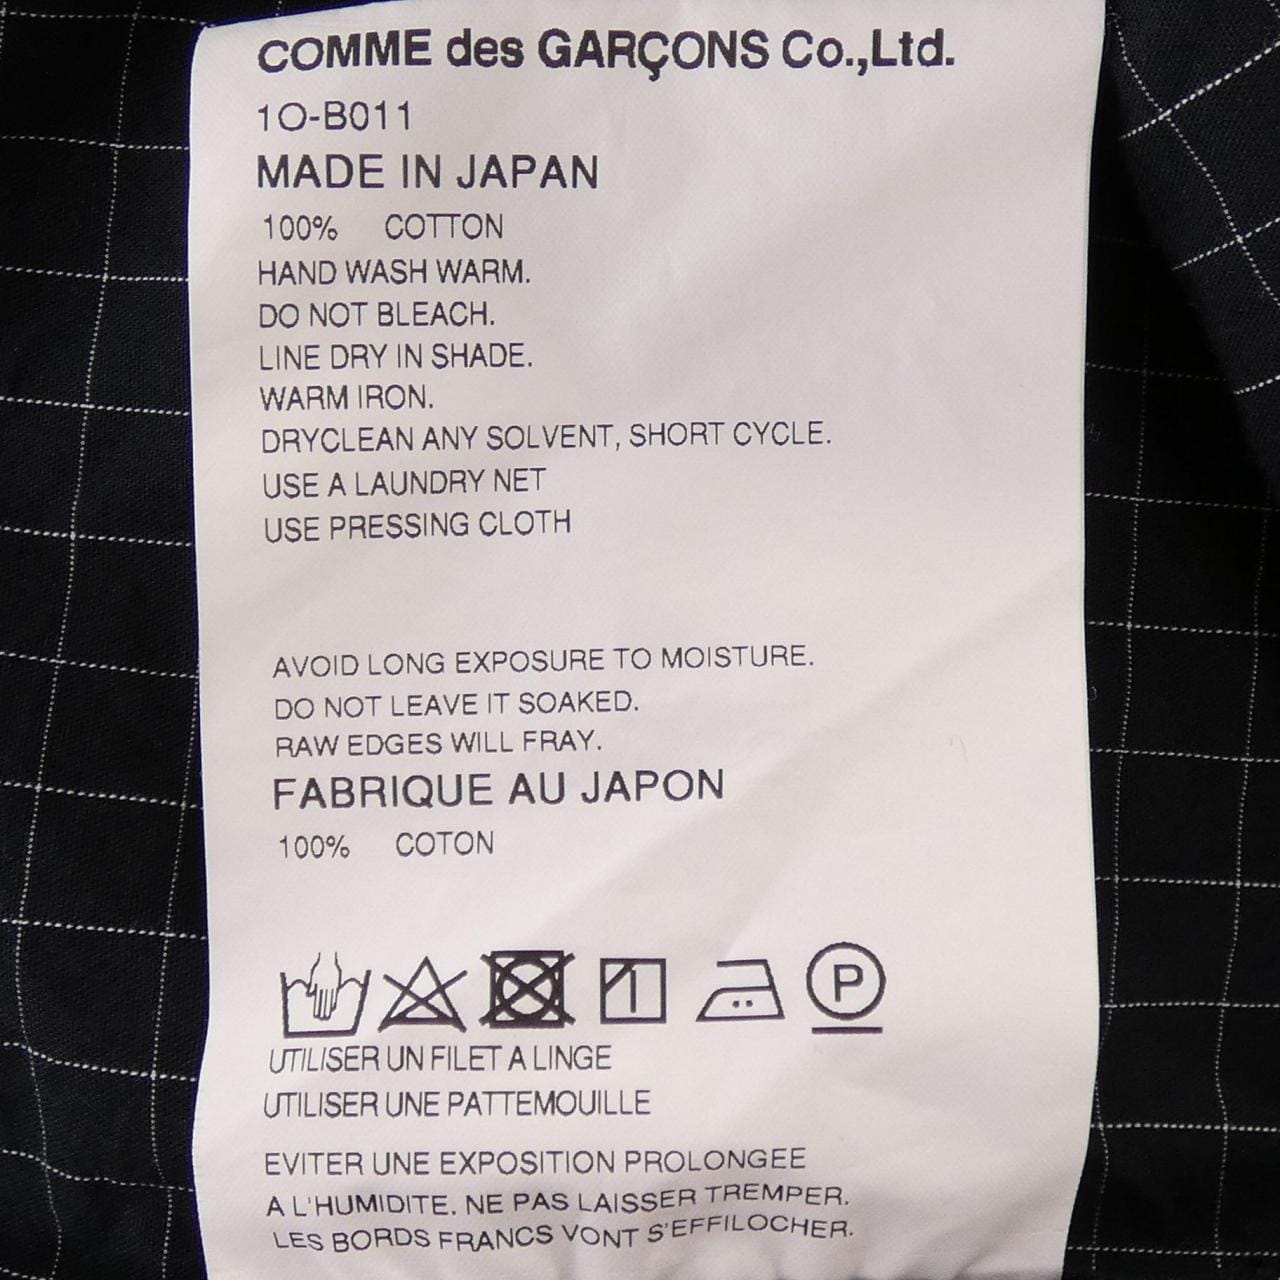 COMME des GARÇONS Co.,Ltd.
1O-B011
MADE IN JAPAN
100% COTTON
HAND WASH WARM.
DO NOT BLEACH.
LINE DRY IN SHADE.
WARM IRON.
DRYCLEAN ANY SOLVENT, SHORT CYCLE.
USE A LAUNDRY NET
USE PRESSING CLOTH
AVOID LONG EXPOSURE TO MOISTURE.
DO NOT LEAVE IT SOAKED.
RAW EDGES WILL FRAY.
FABRIQUE AU JAPON
100% COTON
P
UTILISER UN FILET A LINGE
UTILISER UNE PATTEMOUILLE
EVITER UNE EXPOSITION PROLONGEE
A L'HUMIDITE. NE PAS LAISSER TREMPER.
LES BORDS FRANCS VONT S'EFFILOCHER.